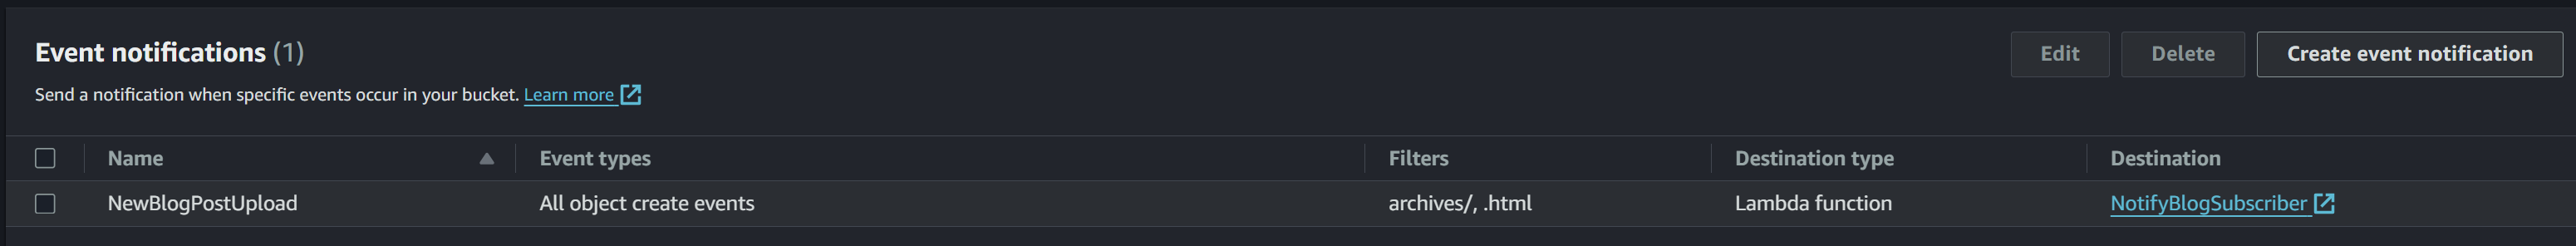 Event notifications (1)
Edit
Delete
Create event notification
Send a notification when specific events occur in your bucket. Learn more
Name
Event types
Filters
Destination type
Destination
NewBlogPostUpload
All object create events
archives/, .html
Lambda function
NotifyBlogSubscriber